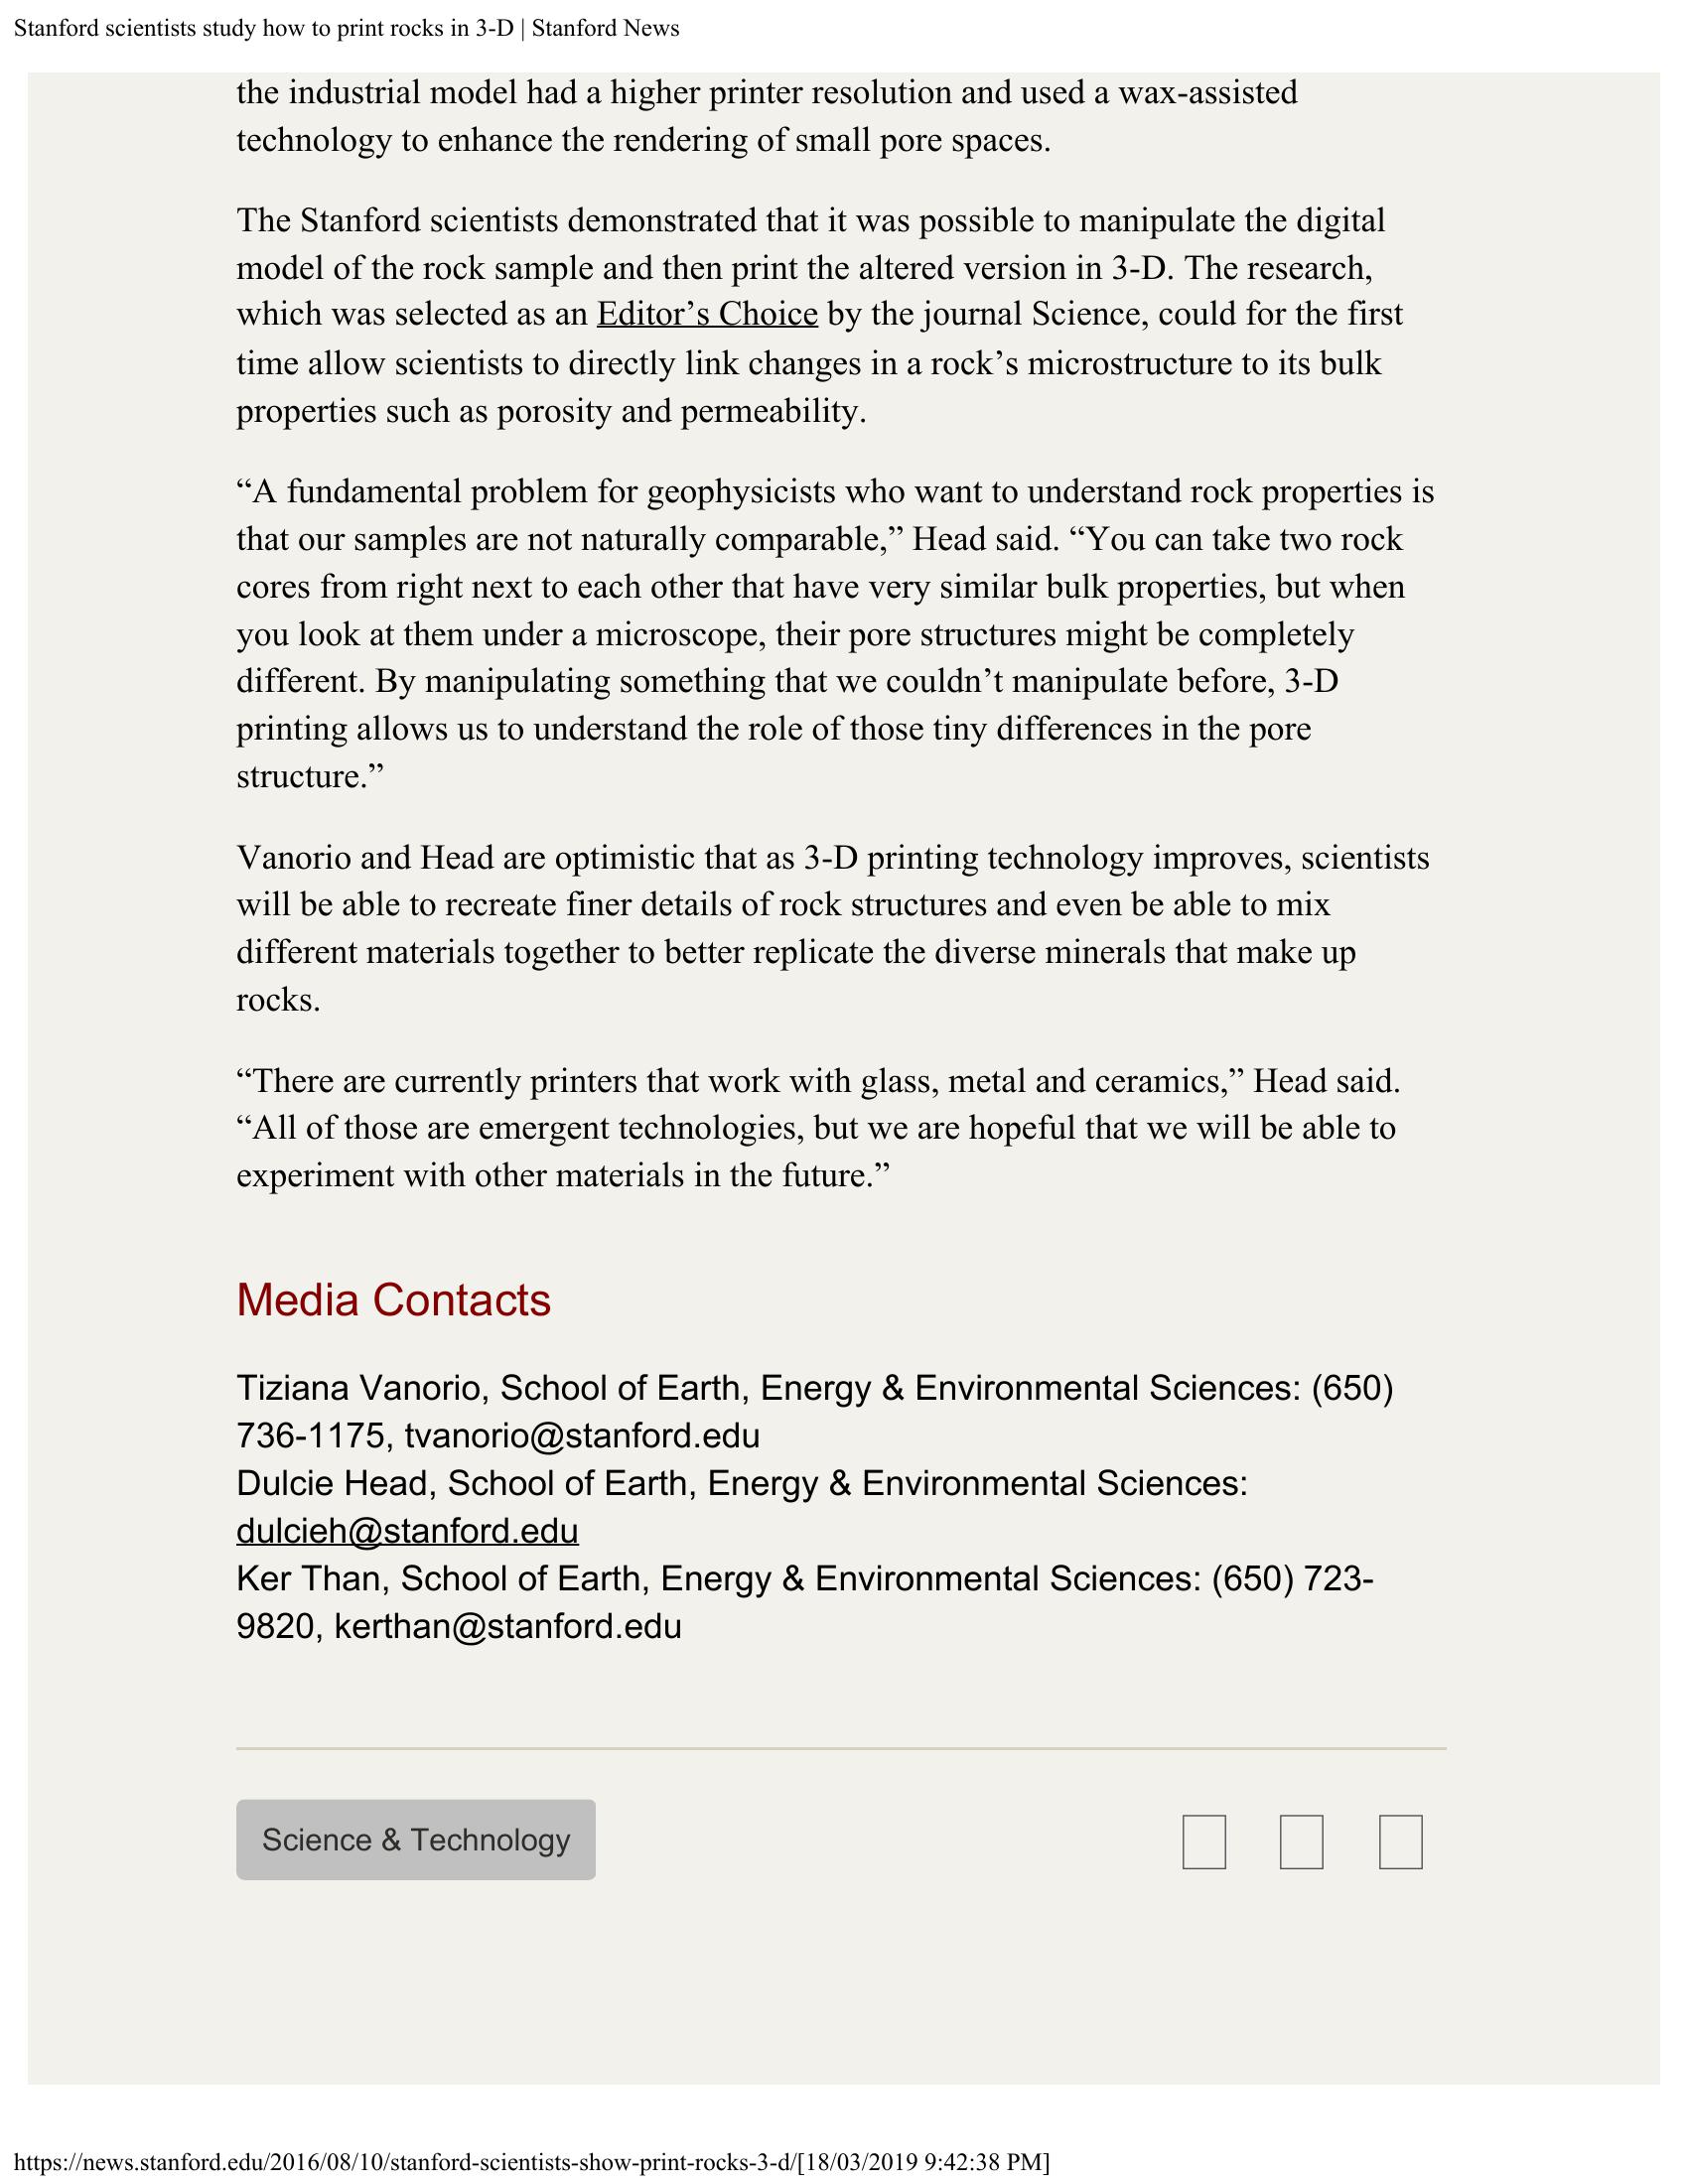 Stanford scientists study how to print rocks in 3-D | Stanford News
the industrial model had a higher printer resolution and used a wax-assisted
technology to enhance the rendering of small pore spaces.
The Stanford scientists demonstrated that it was possible to manipulate the digital
model of the rock sample and then print the altered version in 3-D. The research,
which was selected as an Editor’s Choice by the journal Science, could for the first
time allow scientists to directly link changes in a rock’s microstructure to its bulk
properties such as porosity and permeability.
“A fundamental problem for geophysicists who want to understand rock properties is
that our samples are not naturally comparable,” Head said. “You can take two rock
cores from right next to each other that have very similar bulk properties, but when
you look at them under a microscope, their pore structures might be completely
different. By manipulating something that we couldn’t manipulate before, 3-D
printing allows us to understand the role of those tiny differences in the pore
structure.”
Vanorio and Head are optimistic that as 3-D printing technology improves, scientists
will be able to recreate finer details of rock structures and even be able to mix
different materials together to better replicate the diverse minerals that make up
rocks.
“There are currently printers that work with glass, metal and ceramics,” Head said.
“All of those are emergent technologies, but we are hopeful that we will be able to
experiment with other materials in the future.”
Media Contacts
Tiziana Vanorio, School of Earth, Energy & Environmental Sciences: (650)
736-1175, tvanorio@stanford.edu
Dulcie Head, School of Earth, Energy & Environmental Sciences:
dulcieh@stanford.edu
Ker Than, School of Earth, Energy & Environmental Sciences: (650) 723-
9820, kerthan@stanford.edu
Science & Technology
https://news.stanford.edu/2016/08/10/stanford-scientists-show-print-rocks-3-d/[18/03/2019 9:42:38 PM]